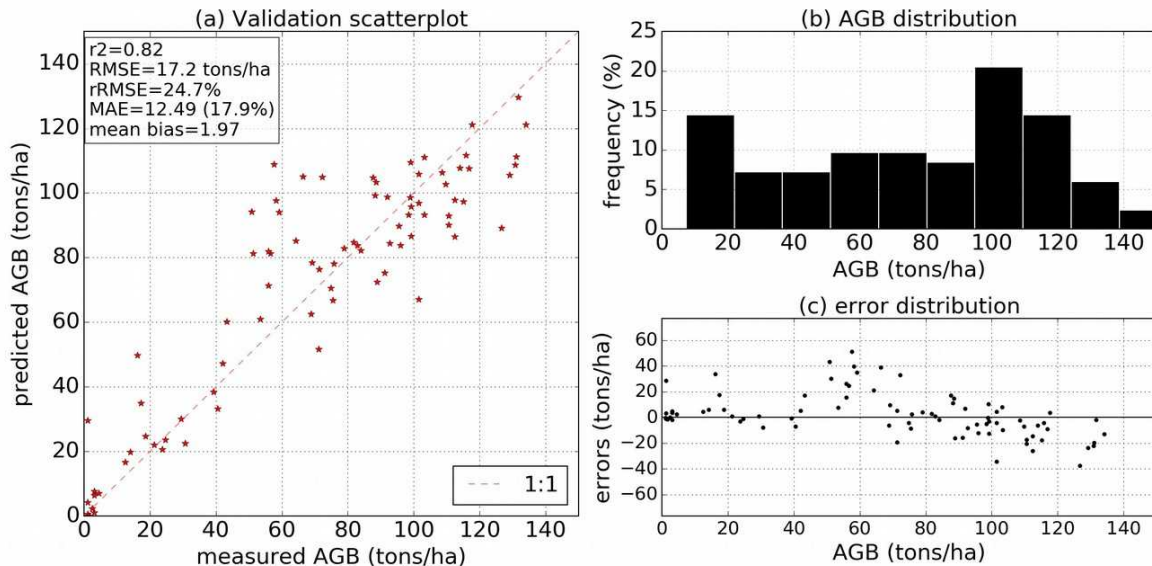 (a) Validation scatterplot
r2=0.82
RMSE=17.2 tons/ha
rRMSE=24.7%
MAE=12.49 (17.9%)
mean bias=1.97
predicted AGB (tons/ha)
140
120
100
80
60
40
20
0
0 20 40 60 80 100 120 140
measured AGB (tons/ha)
1:1
(b) AGB distribution
frequency (%)
25
20
15
10
5
0
0 20 40 60 80 100 120 140
AGB (tons/ha)
(c) error distribution
errors (tons/ha)
60
40
20
0
−20
−40
−60
0 20 40 60 80 100 120 140
AGB (tons/ha)